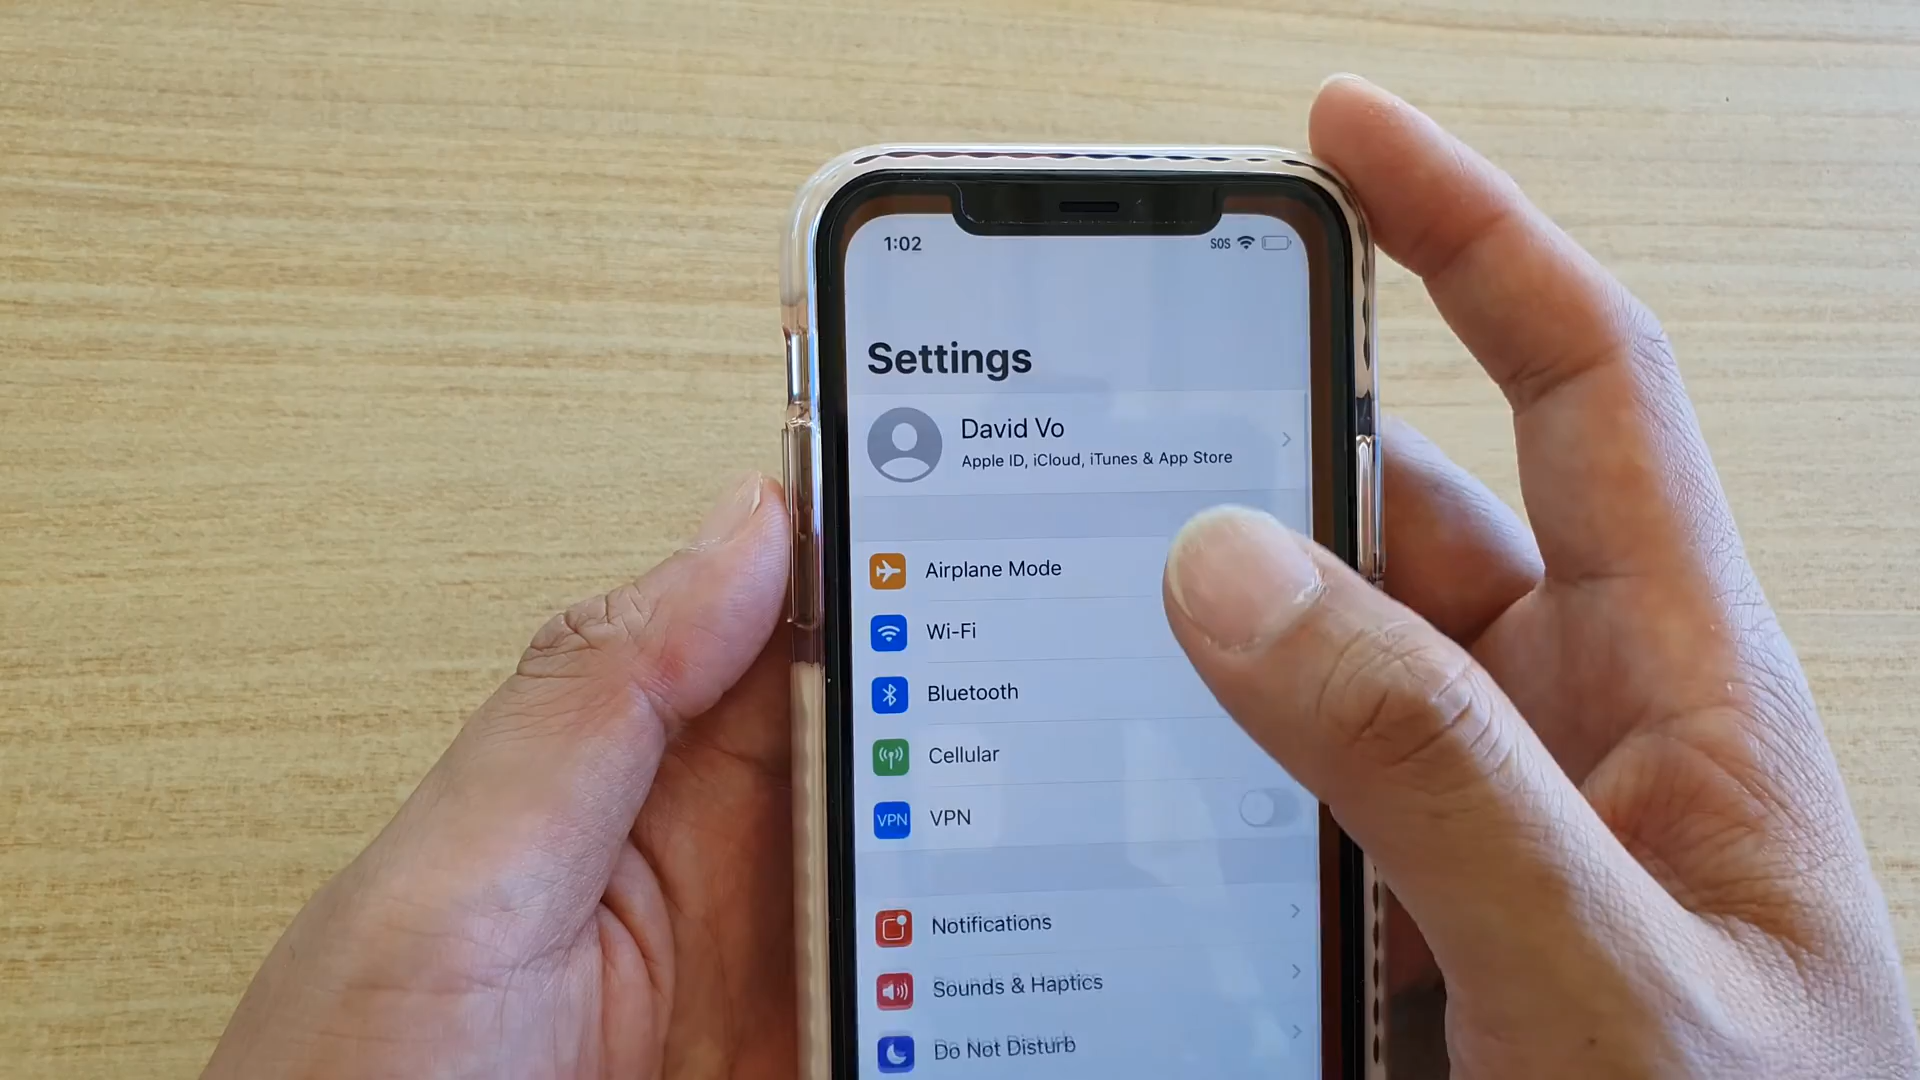 1:02
SOS
Settings
David Vo
Apple ID, iCloud, iTunes & App Store
Airplane Mode
Wi-Fi
Bluetooth
Cellular
VPN VPN
Notifications
Sounds & Haptics
Do Not Disturb